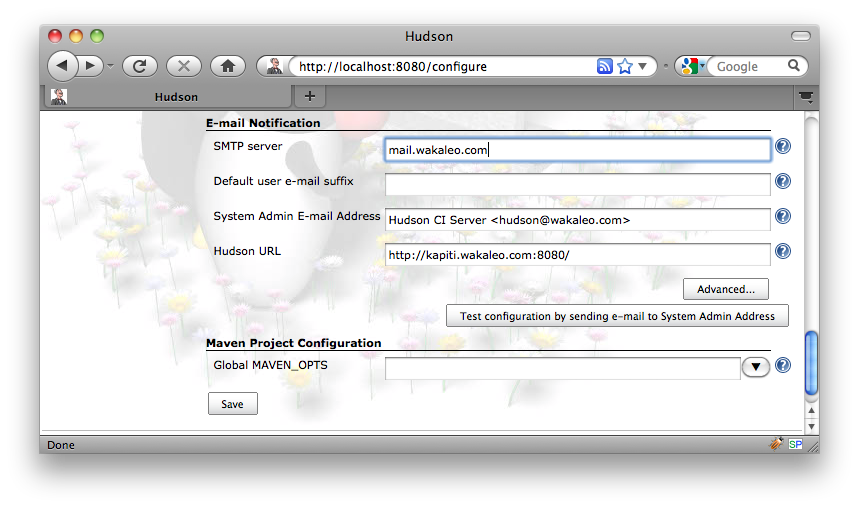 Hudson
http://localhost:8080/configure
Google
Hudson
E-mail Notification
SMTP server
mail.wakaleo.com
Default user e-mail suffix
System Admin E-mail Address
Hudson CI Server <hudson@wakaleo.com>
Hudson URL
http://kapiti.wakaleo.com:8080/
Advanced...
Test configuration by sending e-mail to System Admin Address
Maven Project Configuration
Global MAVEN_OPTS
Save
Done
SP